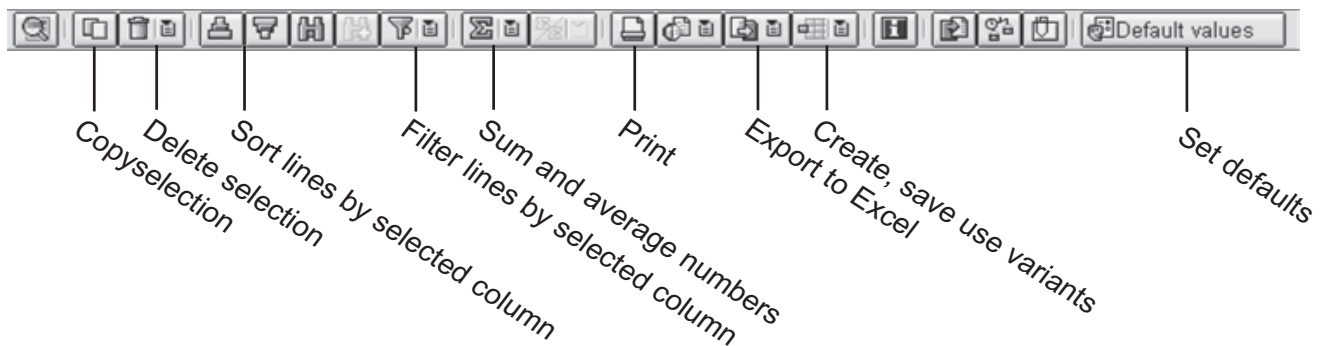 Default values
Copyselection
Delete selection
Sort lines by selected column
Filter lines by selected column
Sum and average numbers
Print
Export to Excel
Create, save use variants
Set defaults